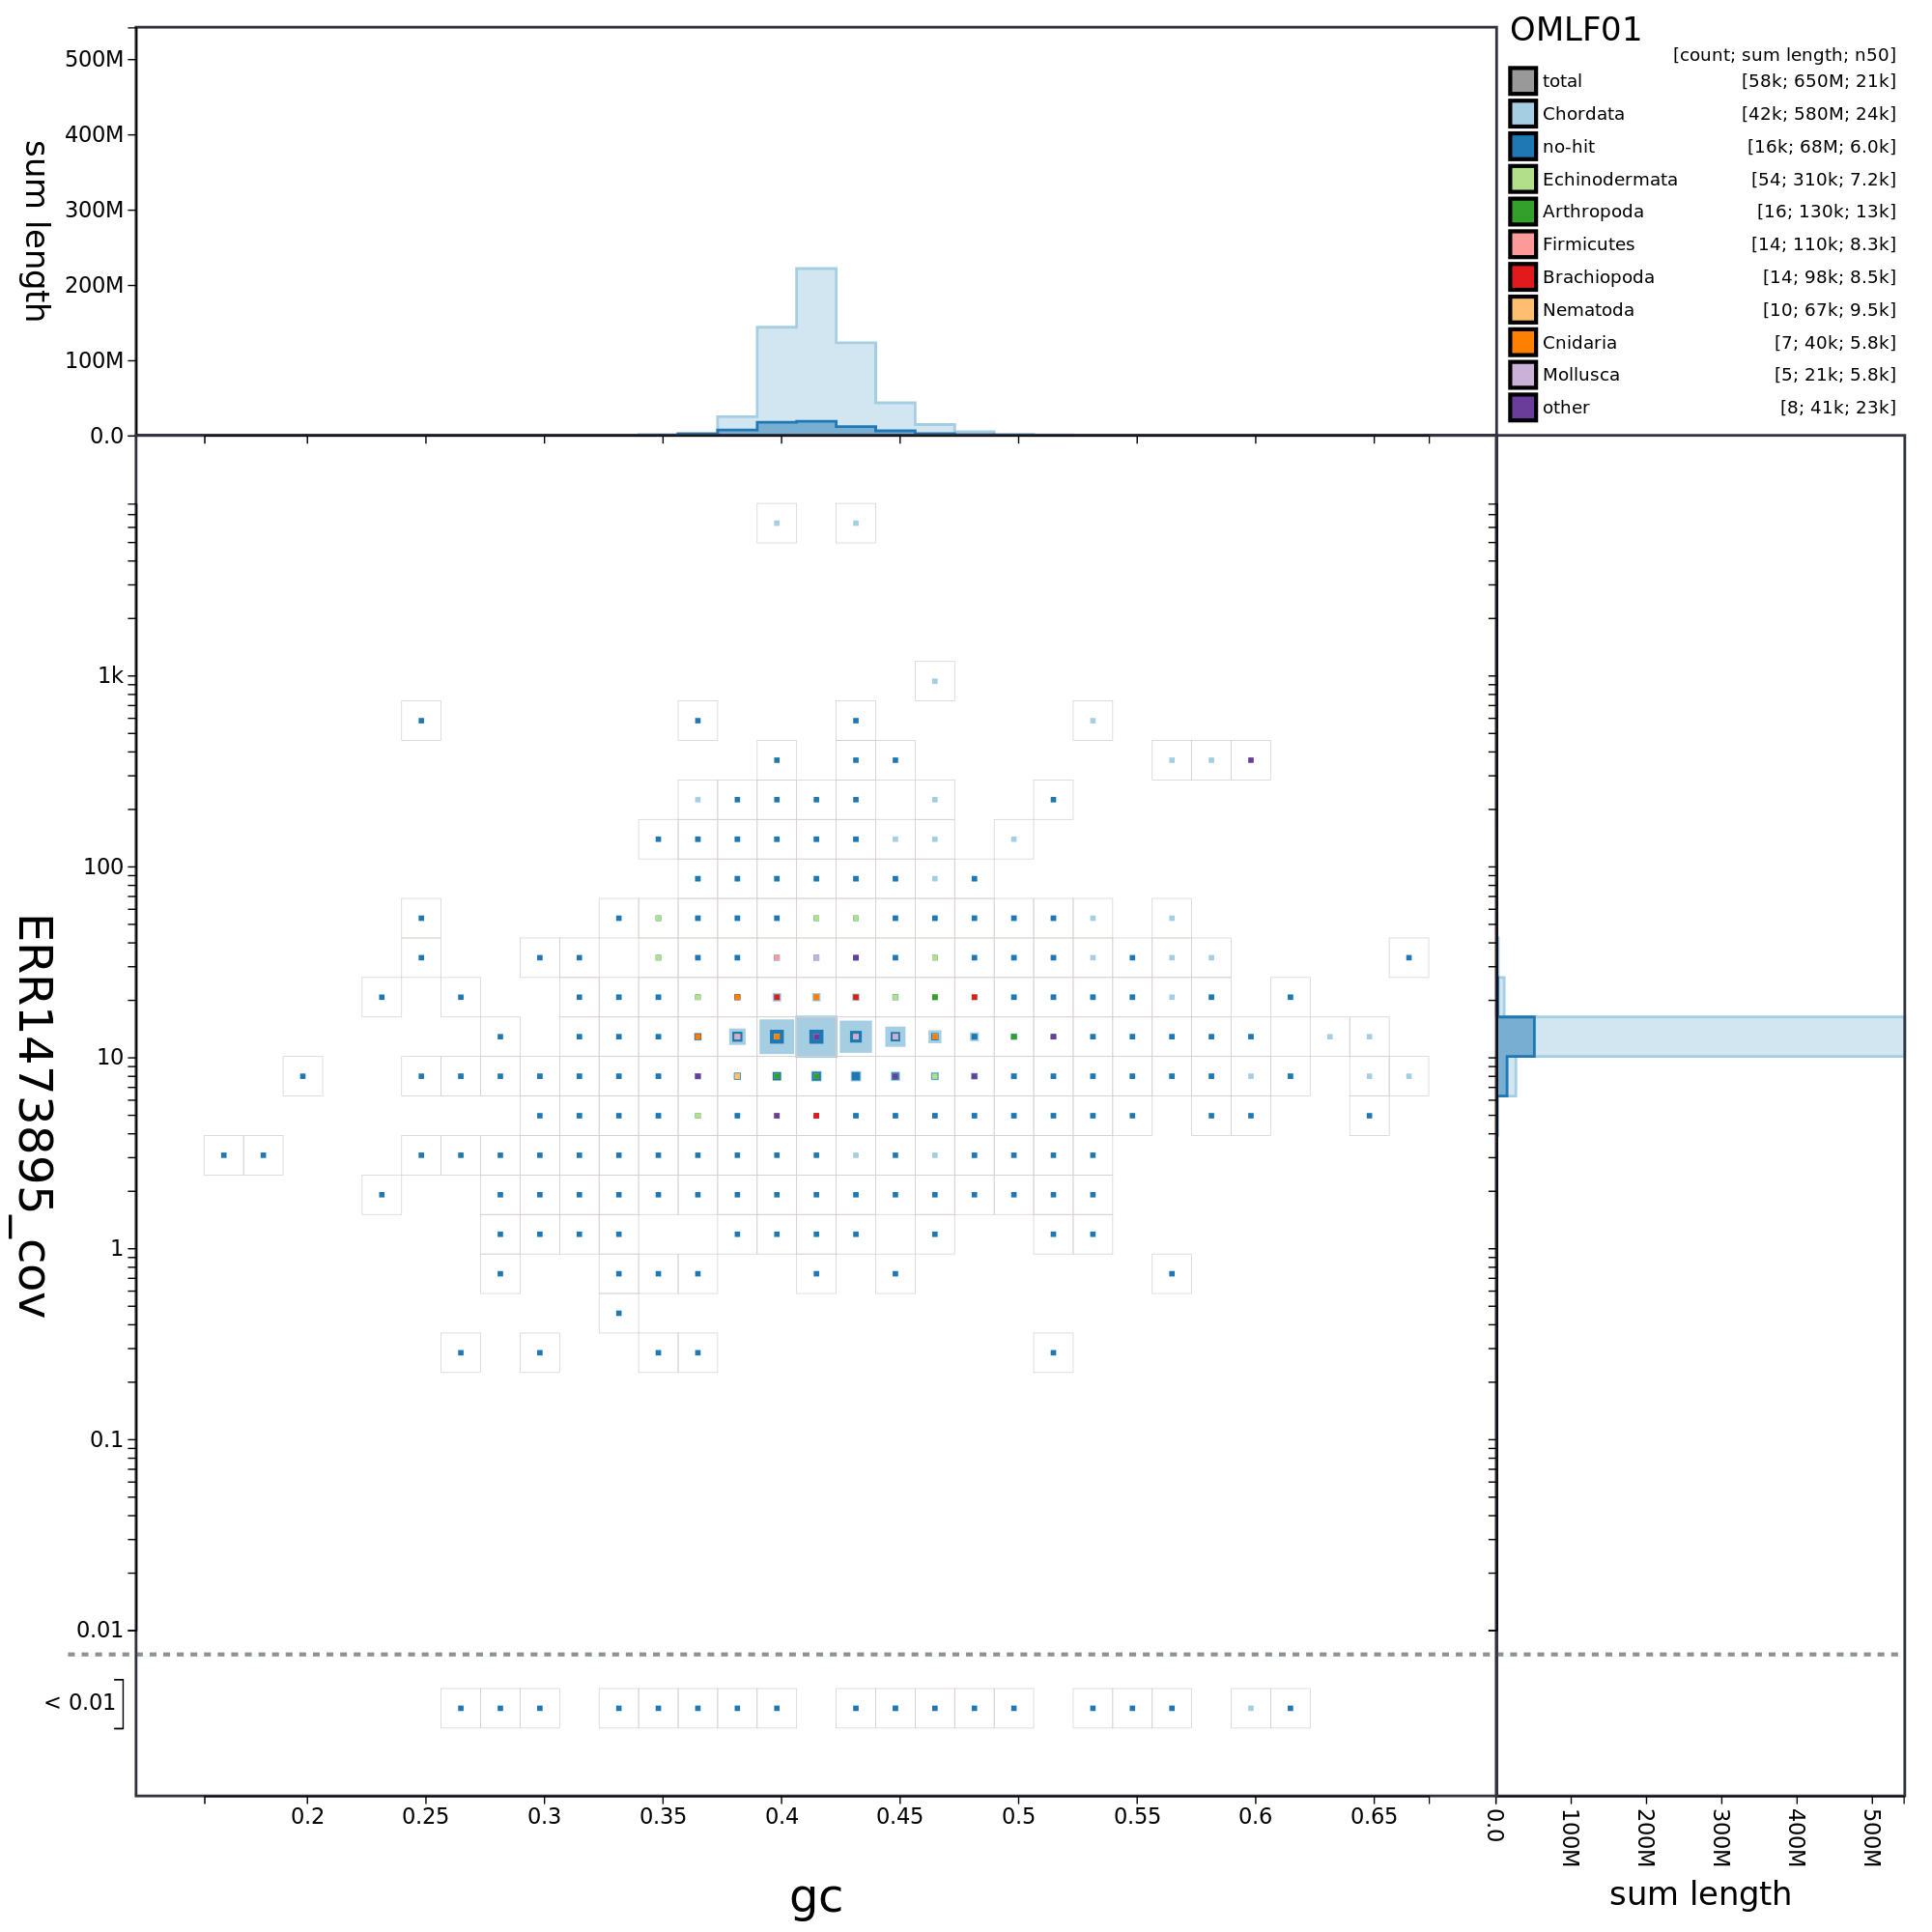 OMLF01
[count; sum length; n50]
total [58k; 650M; 21k]
Chordata [42k; 580M; 24k]
no-hit [16k; 68M; 6.0k]
Echinodermata [54; 310k; 7.2k]
Arthropoda [16; 130k; 13k]
Firmicutes [14; 110k; 8.3k]
Brachiopoda [14; 98k; 8.5k]
Nematoda [10; 67k; 9.5k]
Cnidaria [7; 40k; 5.8k]
Mollusca [5; 21k; 5.8k]
other [8; 41k; 23k]
sum length
500M
400M
300M
200M
100M
0.0
ERR1473895_cov
1k
100
10
1
0.1
0.01
< 0.01
0.2 0.25 0.3 0.35 0.4 0.45 0.5 0.55 0.6 0.65
gc
0.0 100M 200M 300M 400M 500M
sum length